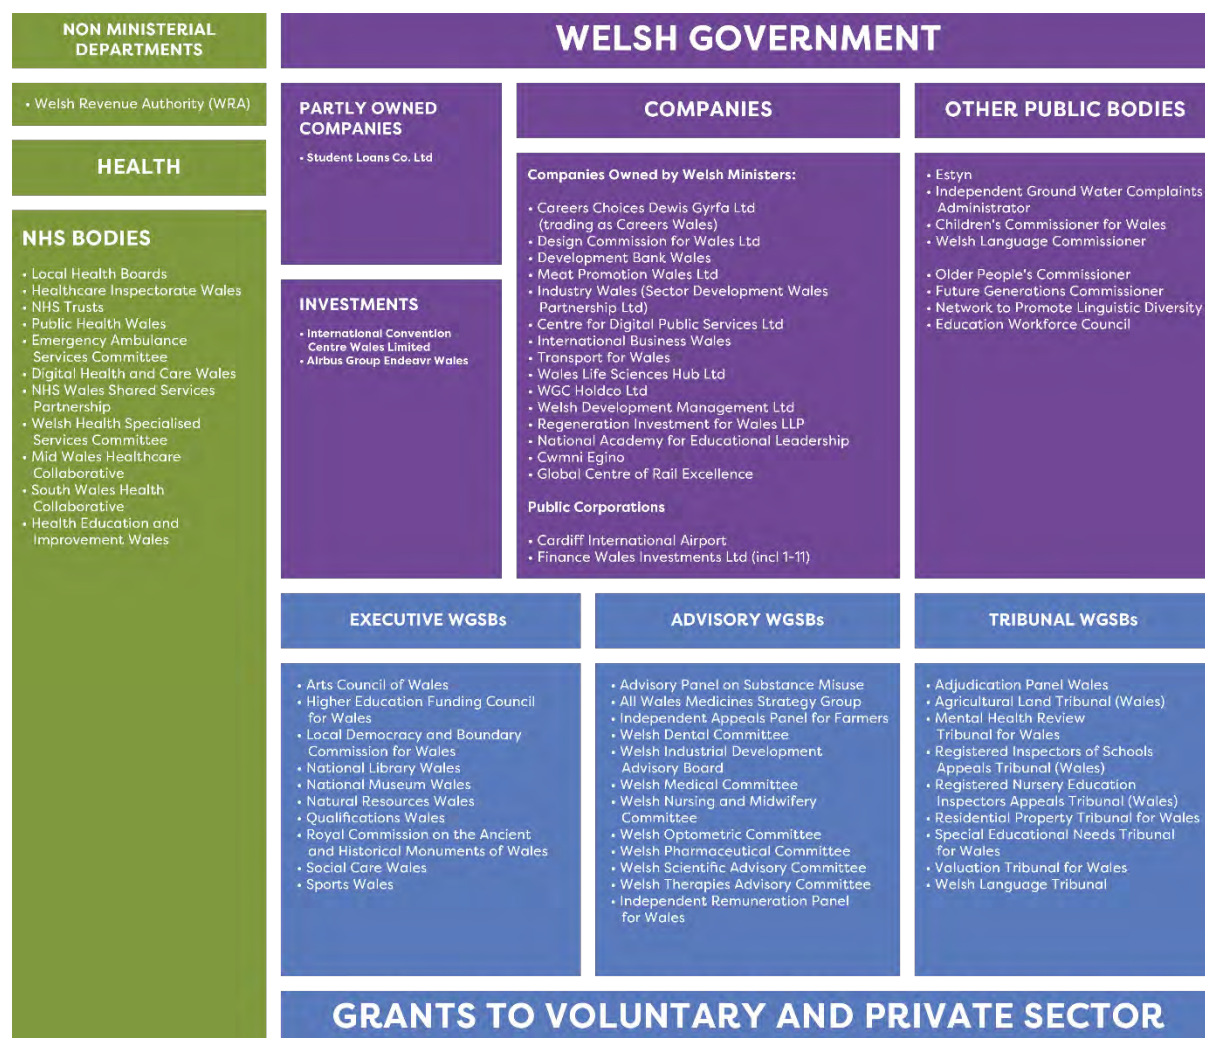 NON MINISTERIAL
DEPARTMENTS
• Welsh Revenue Authority (WRA)
HEALTH
NHS BODIES
• Local Health Boards
• Healthcare Inspectorate Wales
• NHS Trusts
• Public Health Wales
• Emergency Ambulance
Services Committee
• Digital Health and Care Wales
• NHS Wales Shared Services
Partnership
• Welsh Health Specialised
Services Committee
• Mid Wales Healthcare
Collaborative
• South Wales Health
Collaborative
• Health Education and
Improvement Wales
WELSH GOVERNMENT
PARTLY OWNED
COMPANIES
• Student Loans Co. Ltd
INVESTMENTS
• International Convention
Centre Wales Limited
• Airbus Group Endeavr Wales
COMPANIES
Companies Owned by Welsh Ministers:
• Careers Choices Dewis Gyrfa Ltd
(trading as Careers Wales)
• Design Commission for Wales Ltd
• Development Bank Wales
• Meat Promotion Wales Ltd
• Industry Wales (Sector Development Wales
Partnership Ltd)
• Centre for Digital Public Services Ltd
• International Business Wales
• Transport for Wales
• Wales Life Sciences Hub Ltd
• WGC Holdco Ltd
• Welsh Development Management Ltd
• Regeneration Investment for Wales LLP
• National Academy for Educational Leadership
• Cwmni Egino
• Global Centre of Rail Excellence
Public Corporations
• Cardiff International Airport
• Finance Wales Investments Ltd (incl 1-11)
OTHER PUBLIC BODIES
• Estyn
• Independent Ground Water Complaints
Administrator
• Children's Commissioner for Wales
• Welsh Language Commissioner
• Older People's Commissioner
• Future Generations Commissioner
• Network to Promote Linguistic Diversity
• Education Workforce Council
EXECUTIVE WGSBs
• Arts Council of Wales
• Higher Education Funding Council
for Wales
• Local Democracy and Boundary
Commission for Wales
• National Library Wales
• National Museum Wales
• Natural Resources Wales
• Qualifications Wales
• Royal Commission on the Ancient
and Historical Monuments of Wales
• Social Care Wales
• Sports Wales
ADVISORY WGSBs
• Advisory Panel on Substance Misuse
• All Wales Medicines Strategy Group
• Independent Appeals Panel for Farmers
• Welsh Dental Committee
• Welsh Industrial Development
Advisory Board
• Welsh Medical Committee
• Welsh Nursing and Midwifery
Committee
• Welsh Optometric Committee
• Welsh Pharmaceutical Committee
• Welsh Scientific Advisory Committee
• Welsh Therapies Advisory Committee
• Independent Remuneration Panel
for Wales
TRIBUNAL WGSBs
• Adjudication Panel Wales
• Agricultural Land Tribunal (Wales)
• Mental Health Review
Tribunal for Wales
• Registered Inspectors of Schools
Appeals Tribunal (Wales)
• Registered Nursery Education
Inspectors Appeals Tribunal (Wales)
• Residential Property Tribunal for Wales
• Special Educational Needs Tribunal
for Wales
• Valuation Tribunal for Wales
• Welsh Language Tribunal
GRANTS TO VOLUNTARY AND PRIVATE SECTOR